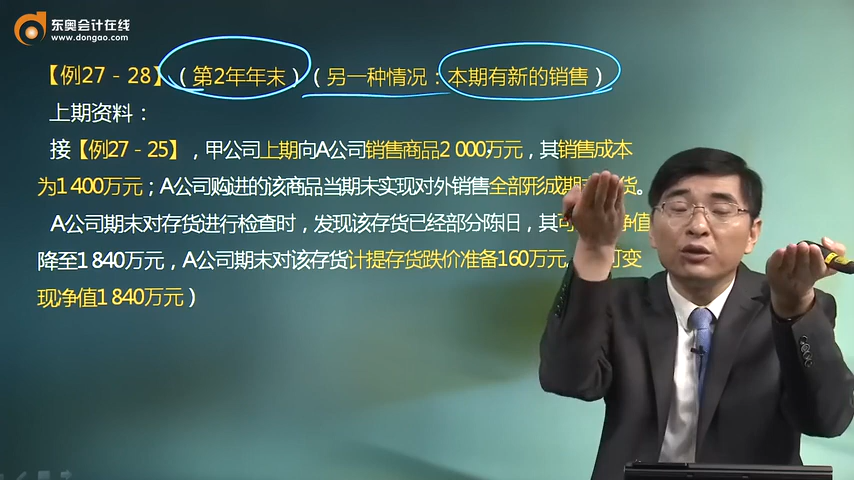 东奥会计在线
www.dongao.com
【例27-28】（第2年年末）（另一种情况：本期有新的销售）
上期资料：
接【例27-25】，甲公司上期向A公司销售商品2 000万元，其销售成本
为1 400万元；A公司购进的该商品当期末实现对外销售全部形成期 货。
A公司期末对存货进行检查时，发现该存货已经部分陈旧，其可 净值
降至1 840万元，A公司期末对该存货计提存货跌价准备160万元 可变
现净值1 840万元）